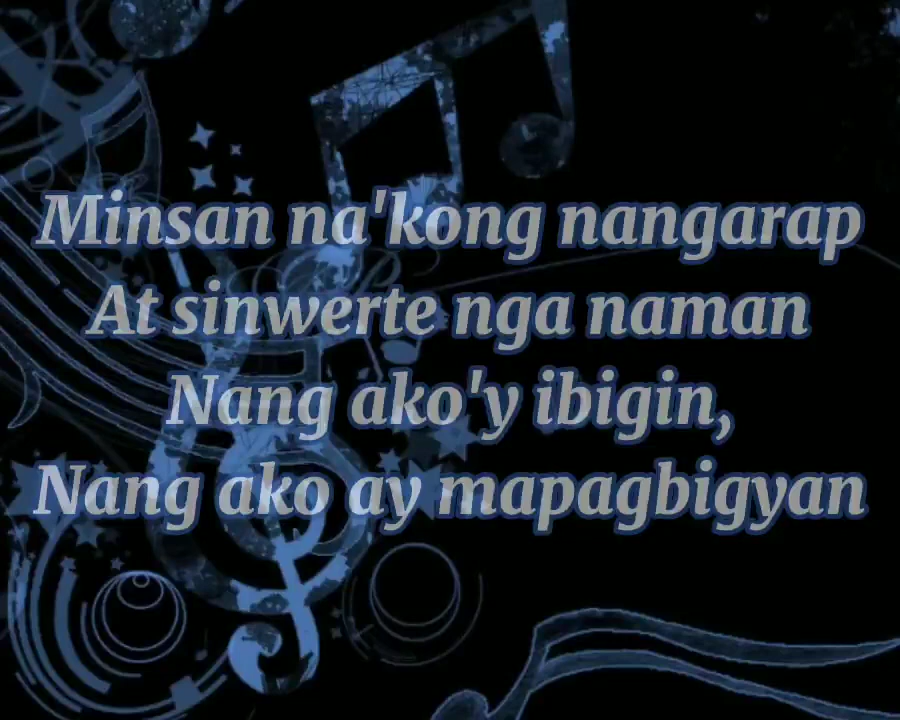 Minsan na'kong nangarap
At sinwerte nga naman
Nang ako'y ibigin,
Nang ako ay mapagbigyan